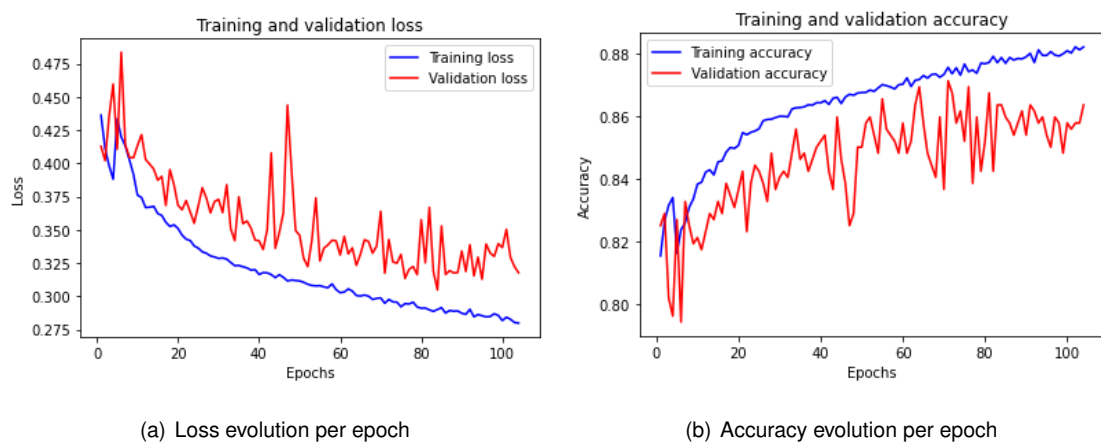 Training and validation loss
Training loss
Validation loss
0.475
0.450
0.425
0.400
0.375
0.350
0.325
0.300
0.275
Loss
0 20 40 60 80 100
Epochs
(a) Loss evolution per epoch
Training and validation accuracy
Training accuracy
Validation accuracy
0.88
0.86
0.84
0.82
0.80
Accuracy
0 20 40 60 80 100
Epochs
(b) Accuracy evolution per epoch